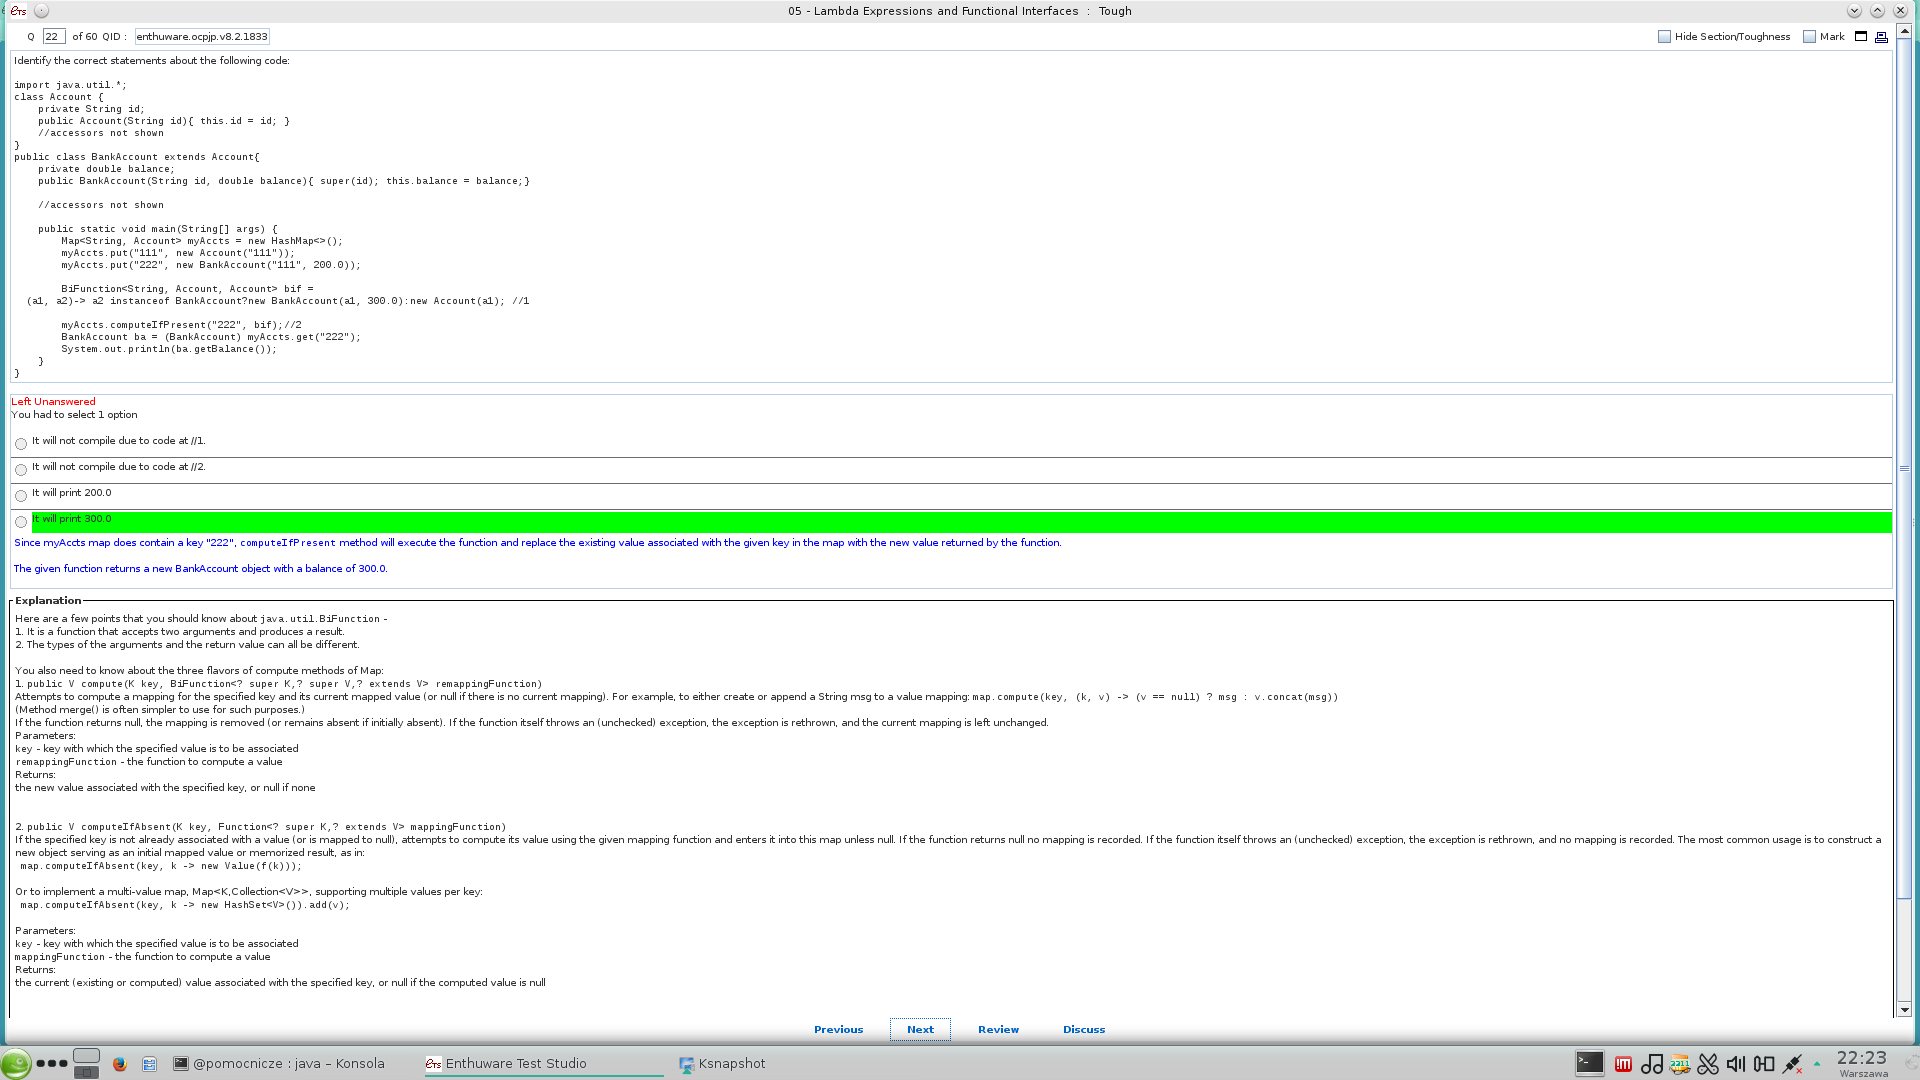 ETS
05 - Lambda Expressions and Functional Interfaces : Tough
Q 22 of 60 QID : enthuware.ocpjp.v8.2.1833
Hide Section/Toughness Mark
Identify the correct statements about the following code:
import java.util.*;
class Account {
private String id;
public Account(String id){ this.id = id; }
//accessors not shown
}
public class BankAccount extends Account{
private double balance;
public BankAccount(String id, double balance){ super(id); this.balance = balance;}
//accessors not shown
public static void main(String[] args) {
Map<String, Account> myAccts = new HashMap<>();
myAccts.put("111", new Account("111"));
myAccts.put("222", new BankAccount("111", 200.0));
BiFunction<String, Account, Account> bif =
(a1, a2)-> a2 instanceof BankAccount?new BankAccount(a1, 300.0):new Account(a1); //1
myAccts.computeIfPresent("222", bif);//2
BankAccount ba = (BankAccount) myAccts.get("222");
System.out.println(ba.getBalance());
}
}
Left Unanswered
You had to select 1 option
It will not compile due to code at //1.
It will not compile due to code at //2.
It will print 200.0
It will print 300.0
Since myAccts map does contain a key "222", computeIfPresent method will execute the function and replace the existing value associated with the given key in the map with the new value returned by the function.
The given function returns a new BankAccount object with a balance of 300.0.
Explanation
Here are a few points that you should know about java.util.BiFunction -
1. It is a function that accepts two arguments and produces a result.
2. The types of the arguments and the return value can all be different.
You also need to know about the three flavors of compute methods of Map:
1. public V compute(K key, BiFunction<? super K,? super V,? extends V> remappingFunction)
Attempts to compute a mapping for the specified key and its current mapped value (or null if there is no current mapping). For example, to either create or append a String msg to a value mapping: map.compute(key, (k, v) -> (v == null) ? msg : v.concat(msg))
(Method merge() is often simpler to use for such purposes.)
If the function returns null, the mapping is removed (or remains absent if initially absent). If the function itself throws an (unchecked) exception, the exception is rethrown, and the current mapping is left unchanged.
Parameters:
key - key with which the specified value is to be associated
remappingFunction - the function to compute a value
Returns:
the new value associated with the specified key, or null if none
2. public V computeIfAbsent(K key, Function<? super K,? extends V> mappingFunction)
If the specified key is not already associated with a value (or is mapped to null), attempts to compute its value using the given mapping function and enters it into this map unless null. If the function returns null no mapping is recorded. If the function itself throws an (unchecked) exception, the exception is rethrown, and no mapping is recorded. The most common usage is to construct a
new object serving as an initial mapped value or memorized result, as in:
map.computeIfAbsent(key, k -> new Value(f(k)));
Or to implement a multi-value map, Map<K,Collection<V>>, supporting multiple values per key:
map.computeIfAbsent(key, k -> new HashSet<V>()).add(v);
Parameters:
key - key with which the specified value is to be associated
mappingFunction - the function to compute a value
Returns:
the current (existing or computed) value associated with the specified key, or null if the computed value is null
Previous Next Review Discuss
@pomocnicze : java – Konsola ETS Enthuware Test Studio Ksnapshot
22:23
Warszawa